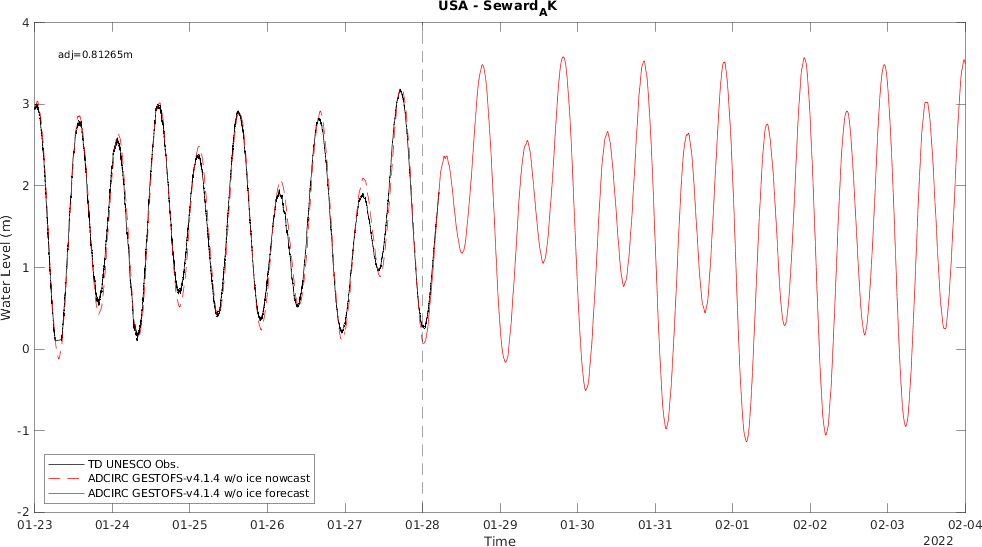 USA - Seward_AK
adj=0.81265m
Water Level (m)
4
3
2
1
0
-1
-2
TD UNESCO Obs.
ADCIRC GESTOFS-v4.1.4 w/o ice nowcast
ADCIRC GESTOFS-v4.1.4 w/o ice forecast
01-23 01-24 01-25 01-26 01-27 01-28 01-29 01-30 01-31 02-01 02-02 02-03 02-04
Time
2022